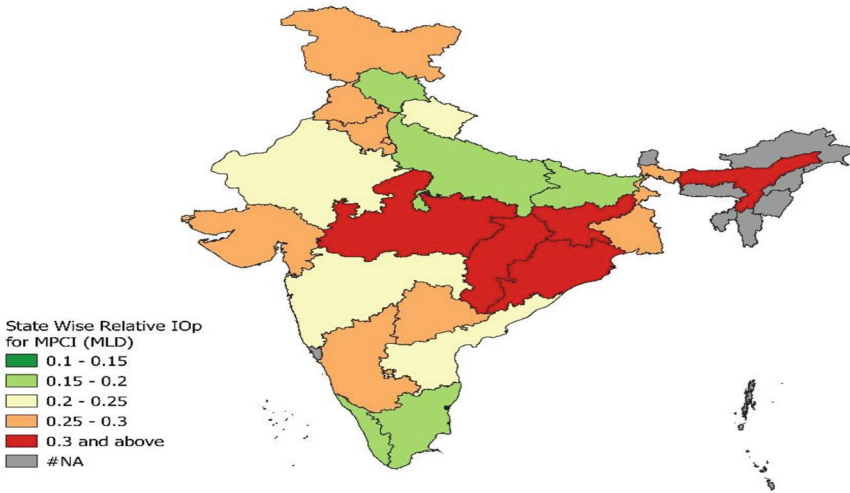 State Wise Relative IOp
for MPCI (MLD)
0.1 - 0.15
0.15 - 0.2
0.2 - 0.25
0.25 - 0.3
0.3 and above
#NA